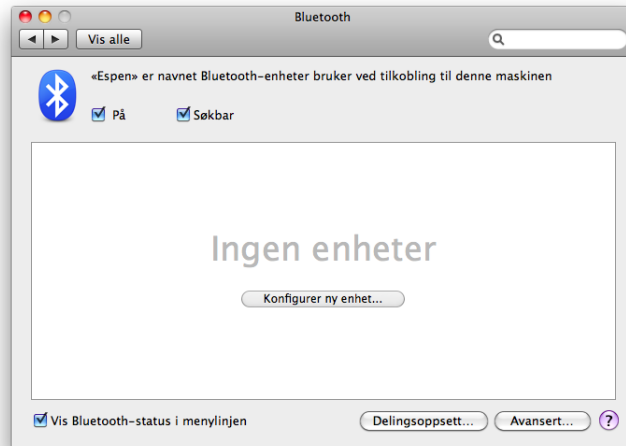 Bluetooth
Vis alle
«Espen» er navnet Bluetooth-enheter bruker ved tilkobling til denne maskinen
På Søkbar
Ingen enheter
Konfigurer ny enhet...
Vis Bluetooth-status i menylinjen Delingsoppsett... Avansert... ?